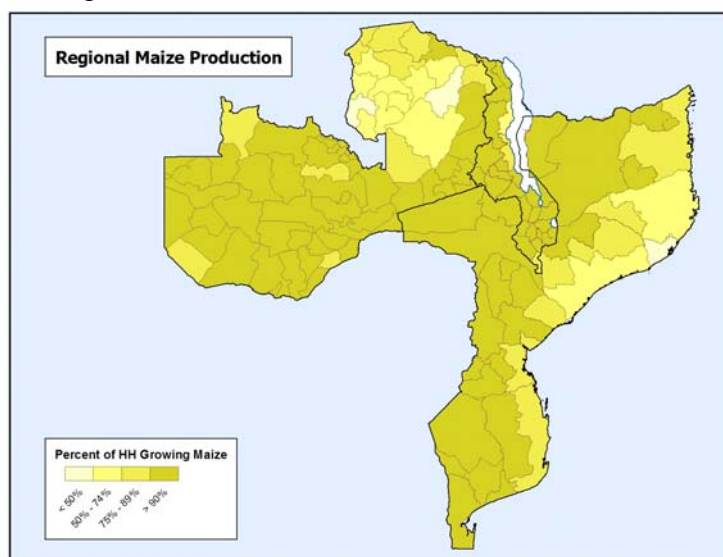 Regional Maize Production
Percent of HH Growing Maize
< 50%
50% - 74%
75% - 89%
> 90%